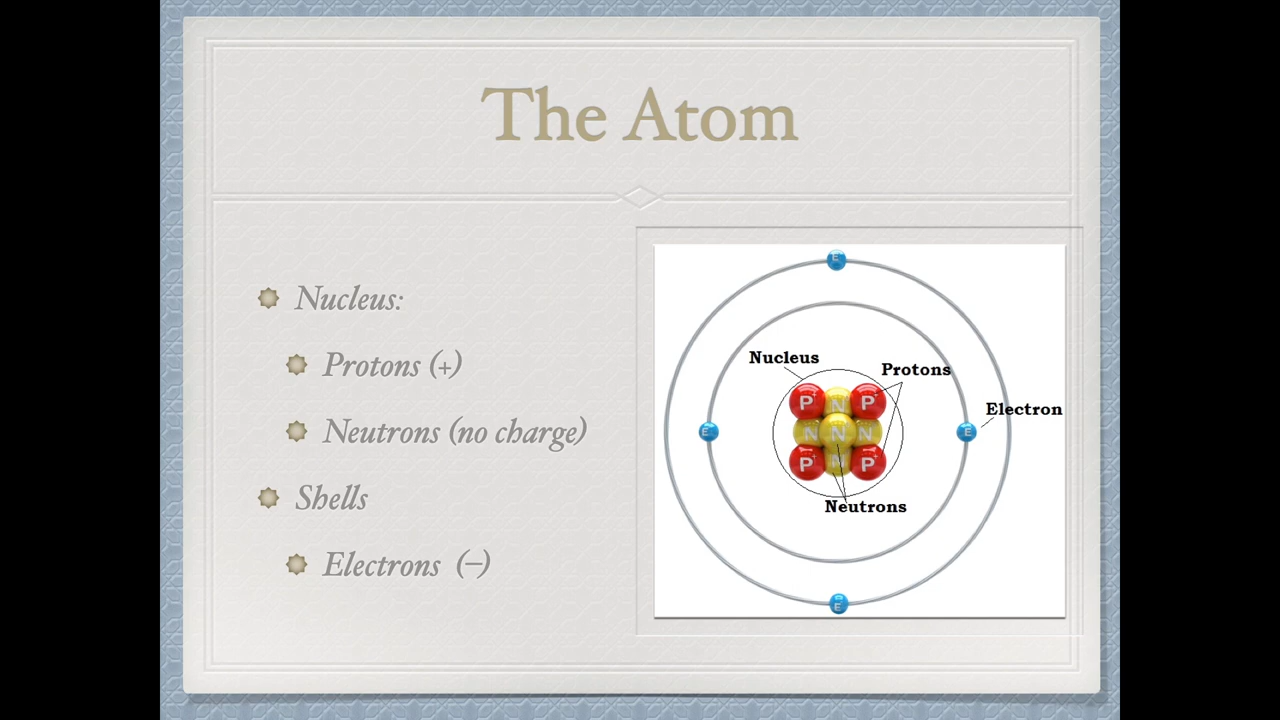 The Atom
Nucleus:
Protons (+)
Neutrons (no charge)
Shells
Electrons (−)
E
Nucleus
Protons
P+ N P+
Electron
E N N N E
P+ N P+
Neutrons
E